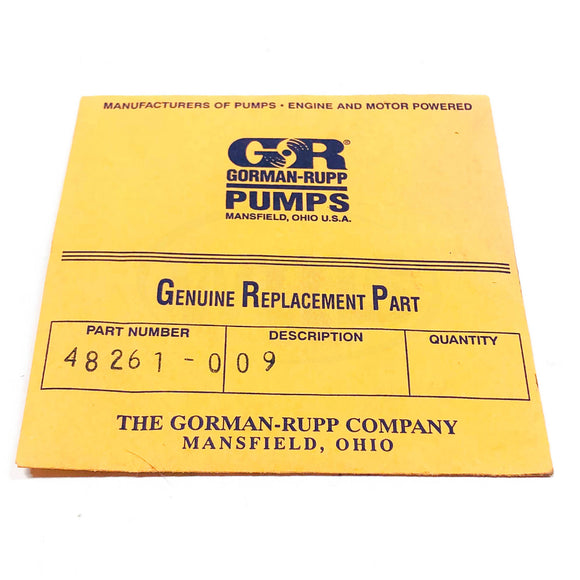 MANUFACTURERS OF PUMPS • ENGINE AND MOTOR POWERED
GR®
GORMAN-RUPP
PUMPS
MANSFIELD, OHIO U.S.A.
GENUINE REPLACEMENT PART
PART NUMBER DESCRIPTION QUANTITY
48261-009
THE GORMAN-RUPP COMPANY
MANSFIELD, OHIO